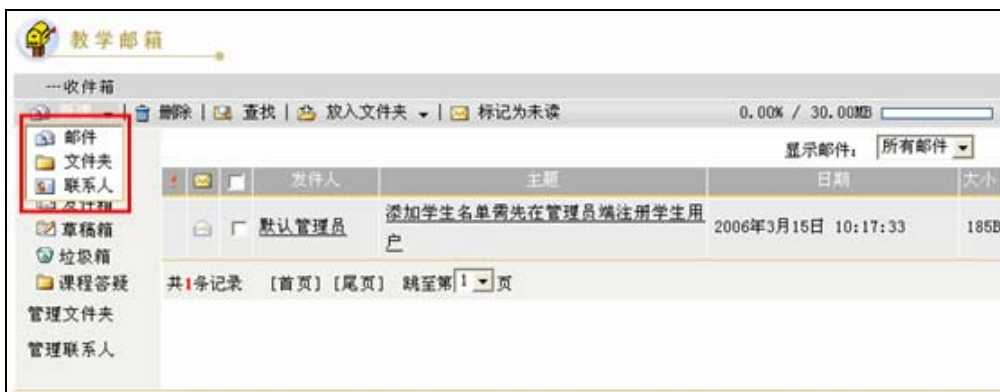 教学邮箱
---收件箱
删除 | 查找 | 放入文件夹 | 标记为未读 0.00% / 30.00MB
邮件
文件夹
联系人
显示邮件: 所有邮件
! 发件人 主题 日期 大小
发件箱
草稿箱
垃圾箱
课程答疑
管理文件夹
管理联系人
默认管理员 添加学生名单需先在管理员端注册学生用
户 2006年3月15日 10:17:33 185B
共1条记录 [首页] [尾页] 跳至第 1 页